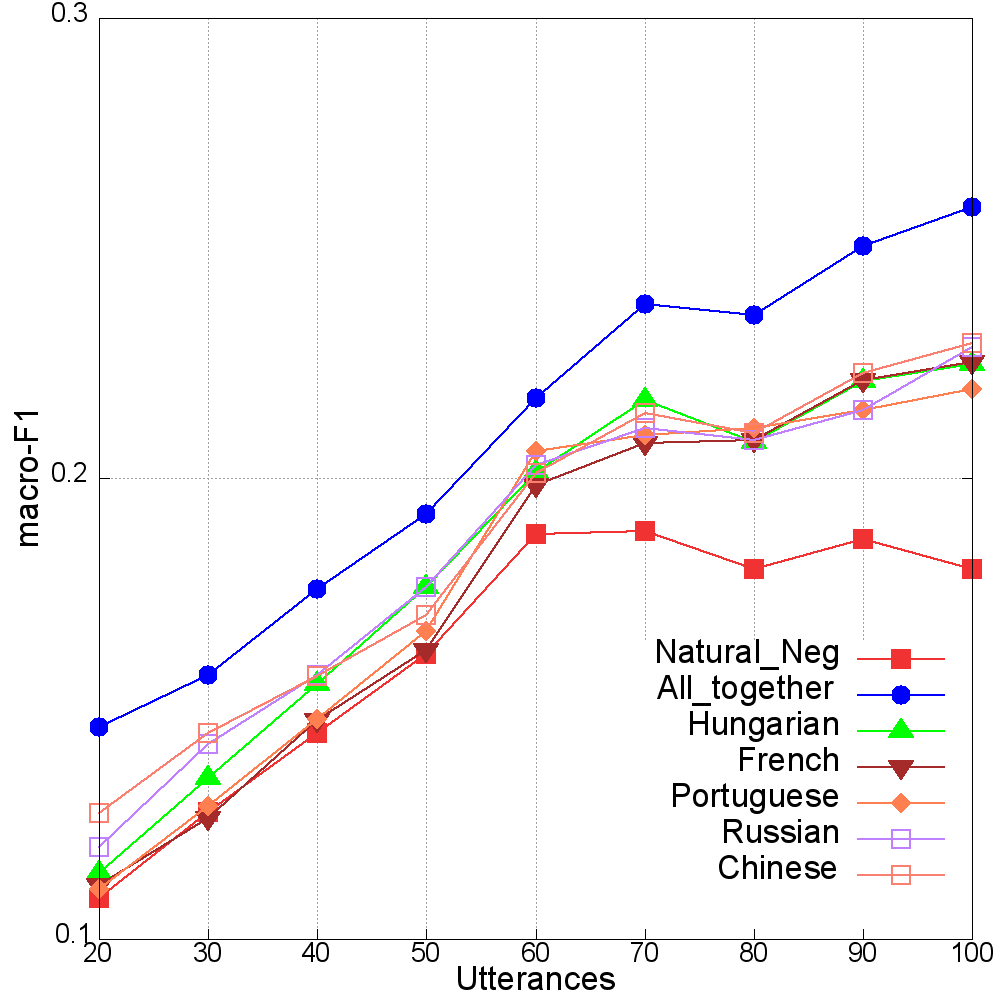 0.3
0.2
0.1
macro-F1
Natural_Neg
All_together
Hungarian
French
Portuguese
Russian
Chinese
20 30 40 50 60 70 80 90 100
Utterances